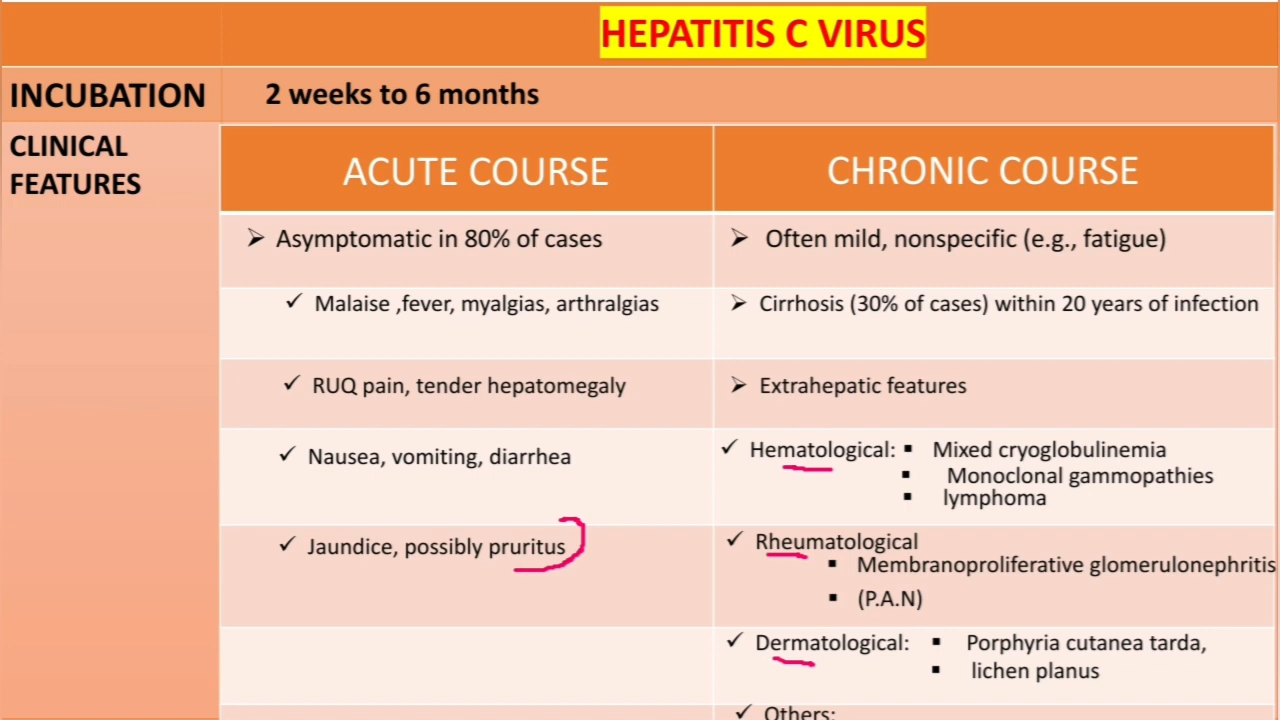 HEPATITIS C VIRUS
INCUBATION
2 weeks to 6 months
CLINICAL
FEATURES
ACUTE COURSE
CHRONIC COURSE
➢ Asymptomatic in 80% of cases
➢ Often mild, nonspecific (e.g., fatigue)
✓ Malaise ,fever, myalgias, arthralgias
➢ Cirrhosis (30% of cases) within 20 years of infection
✓ RUQ pain, tender hepatomegaly
➢ Extrahepatic features
✓ Nausea, vomiting, diarrhea
✓ Hematological: ▪ Mixed cryoglobulinemia
▪ Monoclonal gammopathies
▪ lymphoma
✓ Jaundice, possibly pruritus
✓ Rheumatological
▪ Membranoproliferative glomerulonephritis
▪ (P.A.N)
✓ Dermatological: ▪ Porphyria cutanea tarda,
▪ lichen planus
✓ Others: